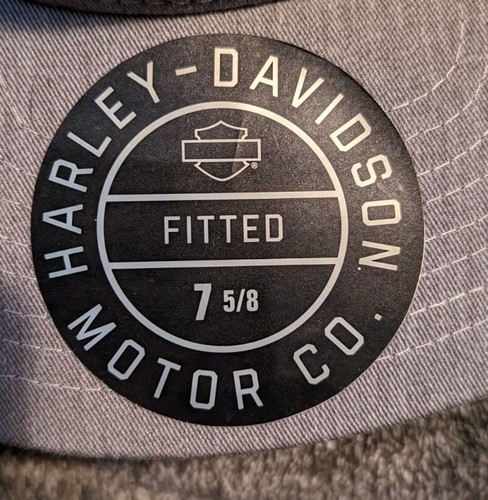 HARLEY-DAVIDSON
®
FITTED
7 5/8
MOTOR CO.